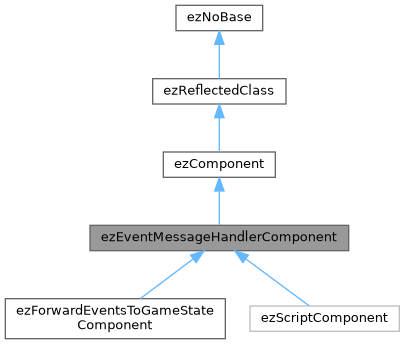 ezNoBase
ezReflectedClass
ezComponent
ezEventMessageHandlerComponent
ezForwardEventsToGameState
Component
ezScriptComponent